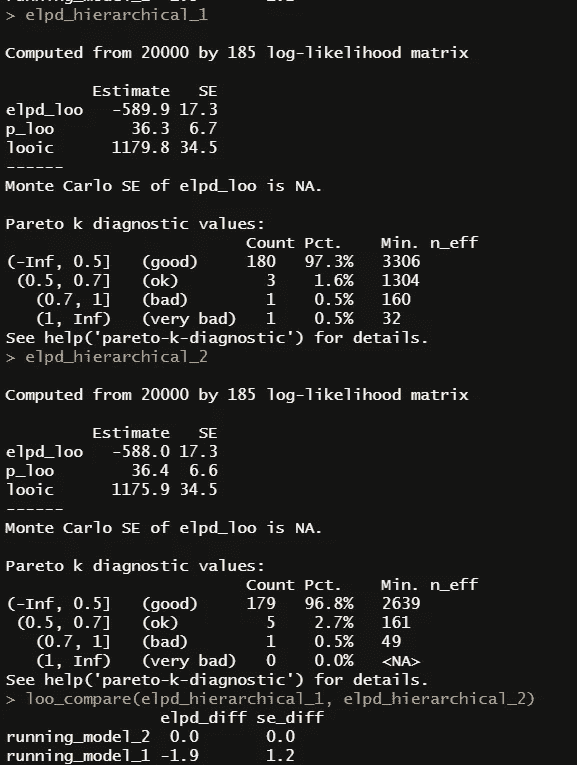 > elpd_hierarchical_1
Computed from 20000 by 185 log-likelihood matrix
Estimate SE
elpd_loo -589.9 17.3
p_loo 36.3 6.7
looic 1179.8 34.5
------
Monte Carlo SE of elpd_loo is NA.
Pareto k diagnostic values:
Count Pct. Min. n_eff
(-Inf, 0.5] (good) 180 97.3% 3306
(0.5, 0.7] (ok) 3 1.6% 1304
(0.7, 1] (bad) 1 0.5% 160
(1, Inf) (very bad) 1 0.5% 32
See help('pareto-k-diagnostic') for details.
> elpd_hierarchical_2
Computed from 20000 by 185 log-likelihood matrix
Estimate SE
elpd_loo -588.0 17.3
p_loo 36.4 6.6
looic 1175.9 34.5
------
Monte Carlo SE of elpd_loo is NA.
Pareto k diagnostic values:
Count Pct. Min. n_eff
(-Inf, 0.5] (good) 179 96.8% 2639
(0.5, 0.7] (ok) 5 2.7% 161
(0.7, 1] (bad) 1 0.5% 49
(1, Inf) (very bad) 0 0.0% <NA>
See help('pareto-k-diagnostic') for details.
> loo_compare(elpd_hierarchical_1, elpd_hierarchical_2)
elpd_diff se_diff
running_model_2 0.0 0.0
running_model_1 -1.9 1.2